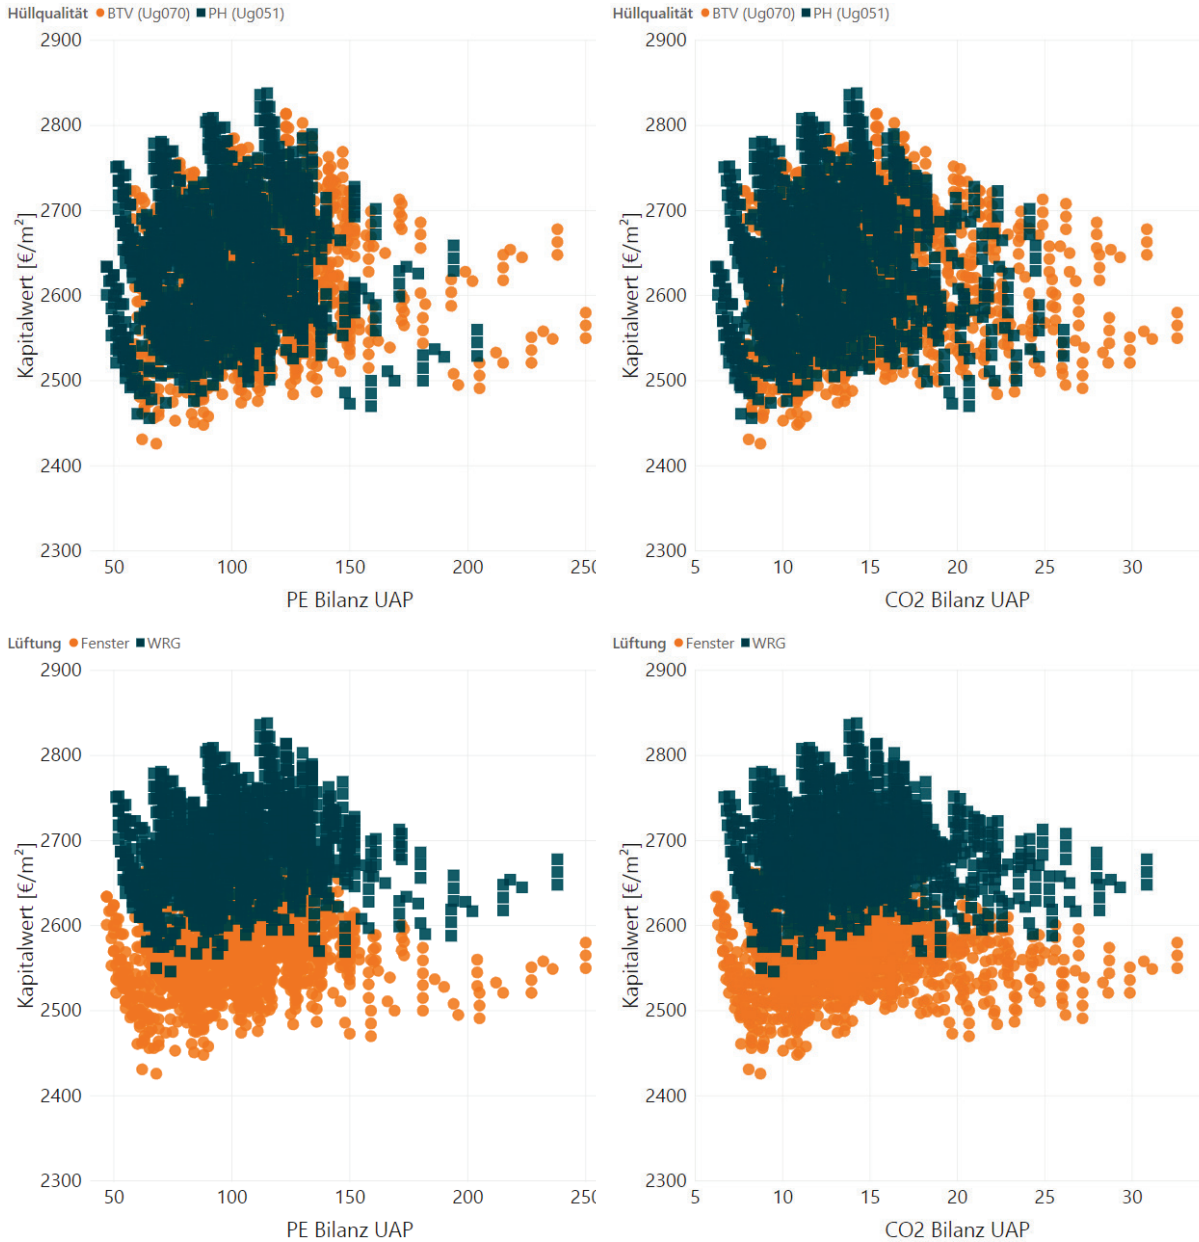 Hüllqualität BTV (Ug070) PH (Ug051)
2900
2800
2700
2600
2500
2400
2300
Kapitalwert [€/m²]
50 100 150 200 250
PE Bilanz UAP
Hüllqualität BTV (Ug070) PH (Ug051)
2900
2800
2700
2600
2500
2400
2300
Kapitalwert [€/m²]
5 10 15 20 25 30
CO2 Bilanz UAP
Lüftung Fenster WRG
2900
2800
2700
2600
2500
2400
2300
Kapitalwert [€/m²]
50 100 150 200 250
PE Bilanz UAP
Lüftung Fenster WRG
2900
2800
2700
2600
2500
2400
2300
Kapitalwert [€/m²]
5 10 15 20 25 30
CO2 Bilanz UAP